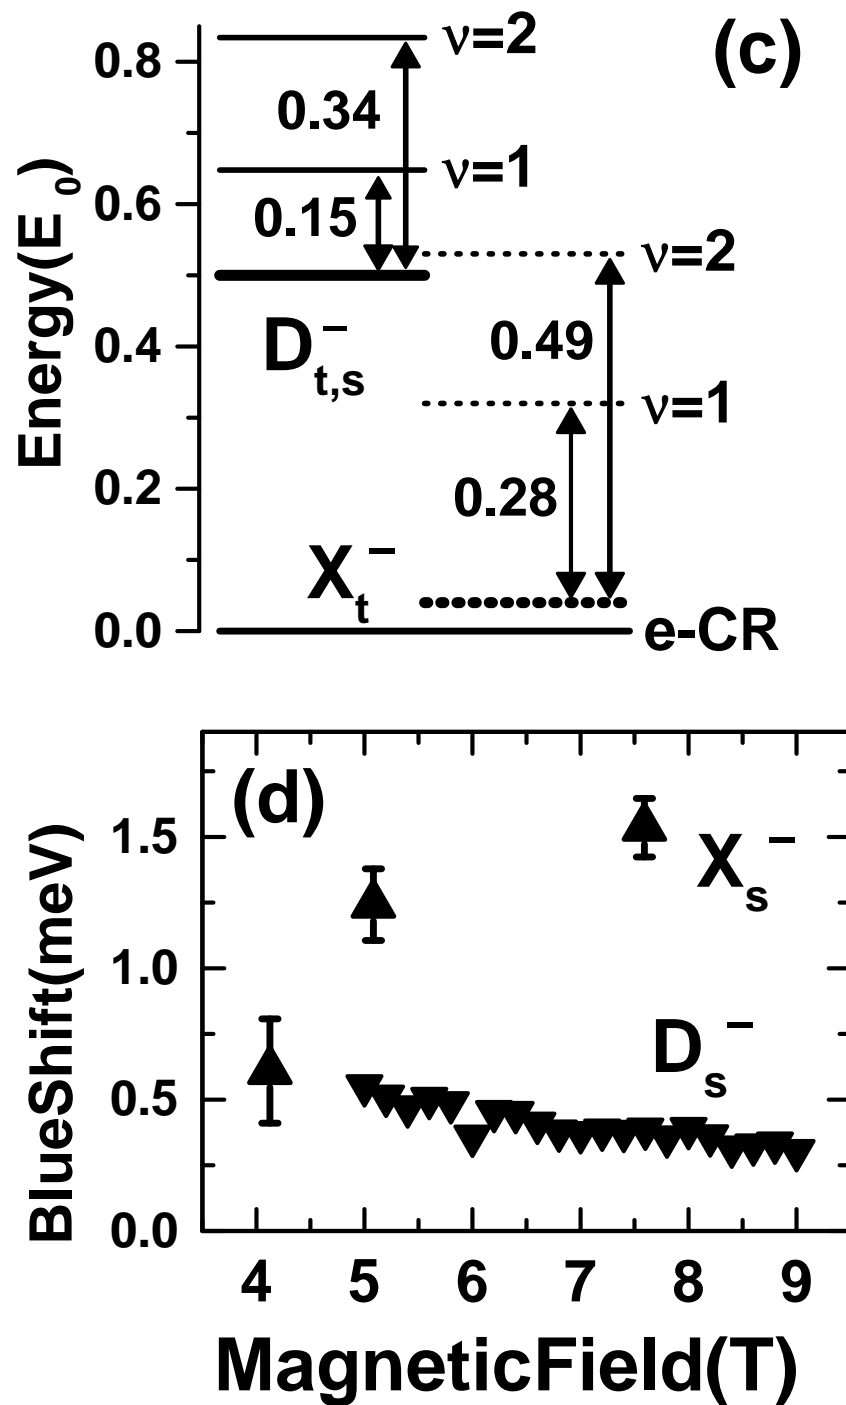 (c)
Energy(E₀)
0.8
0.6
0.4
0.2
0.0
ν=2
0.34
ν=1
0.15
ν=2
D⁻t,s
0.49
ν=1
0.28
X⁻t
e-CR
(d)
BlueShift(meV)
1.5
1.0
0.5
0.0
X⁻s
D⁻s
4 5 6 7 8 9
MagneticField(T)